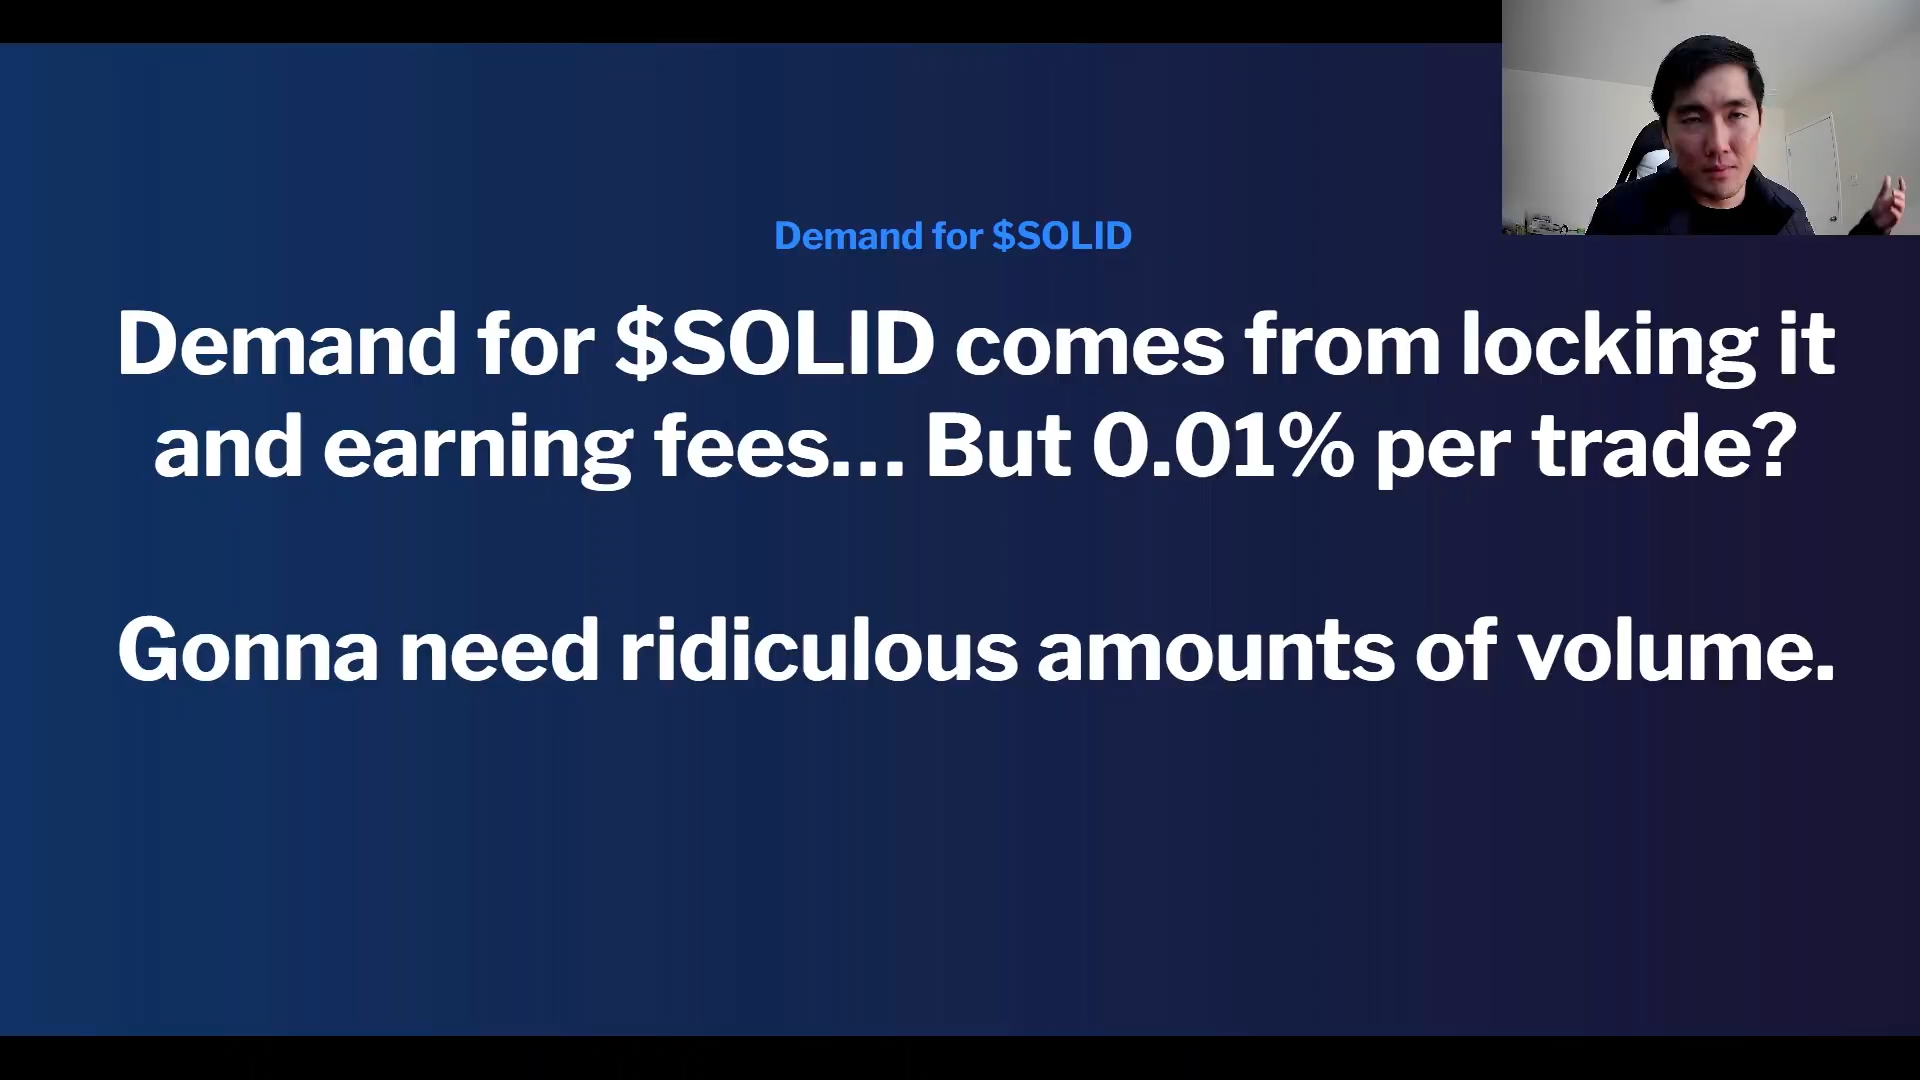 Demand for $SOLID
Demand for $SOLID comes from locking it
and earning fees... But 0.01% per trade?
Gonna need ridiculous amounts of volume.